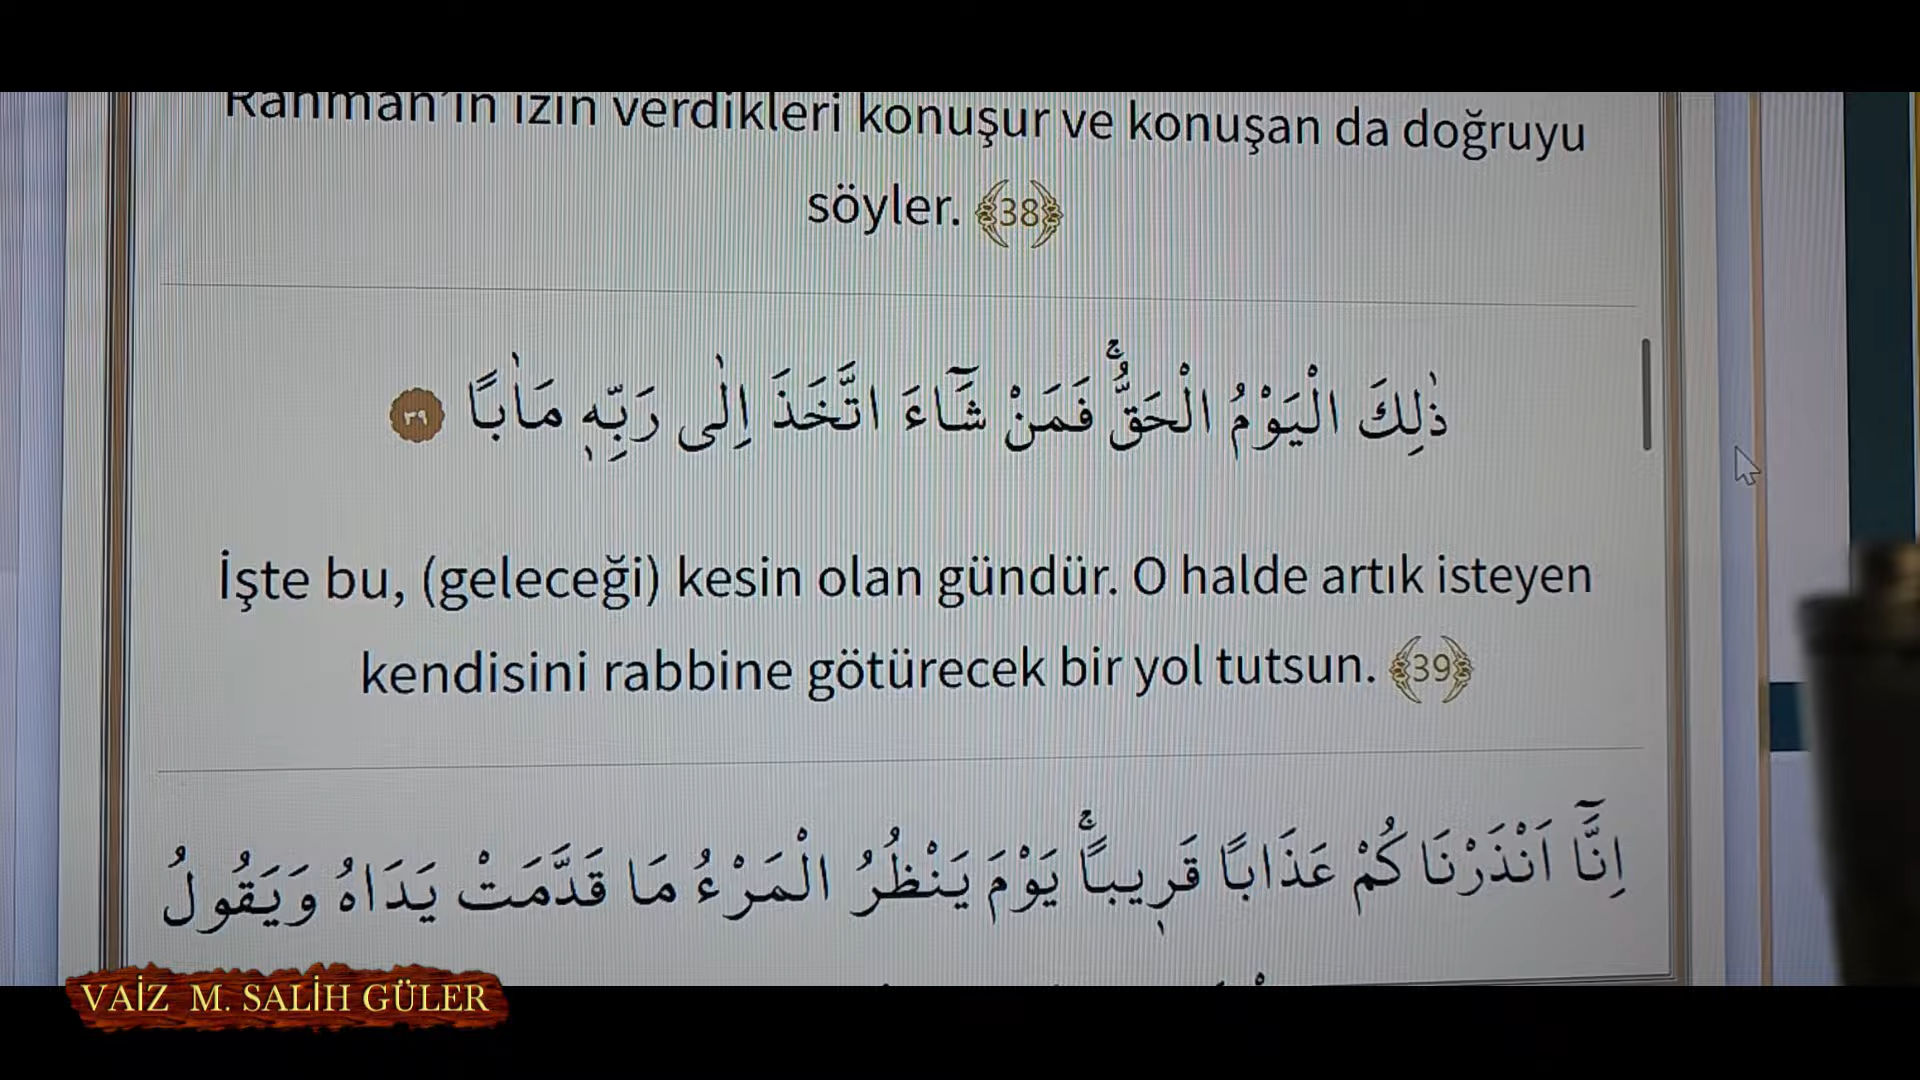 Rahman'ın izin verdikleri konuşur ve konuşan da doğruyu
söyler. ﴾38﴿
ذٰلِكَ الْيَوْمُ الْحَقُّۚ فَمَنْ شَٓاءَ اتَّخَذَ اِلٰى رَبِّه۪ مَاٰبًا ﴿٣٩﴾
İşte bu, (geleceği) kesin olan gündür. O halde artık isteyen
kendisini rabbine götürecek bir yol tutsun. ﴾39﴿
اِنَّٓا اَنْذَرْنَاكُمْ عَذَابًا قَر۪يباًۚ يَوْمَ يَنْظُرُ الْمَرْءُ مَا قَدَّمَتْ يَدَاهُ وَيَقُولُ
VAİZ M. SALİH GÜLER